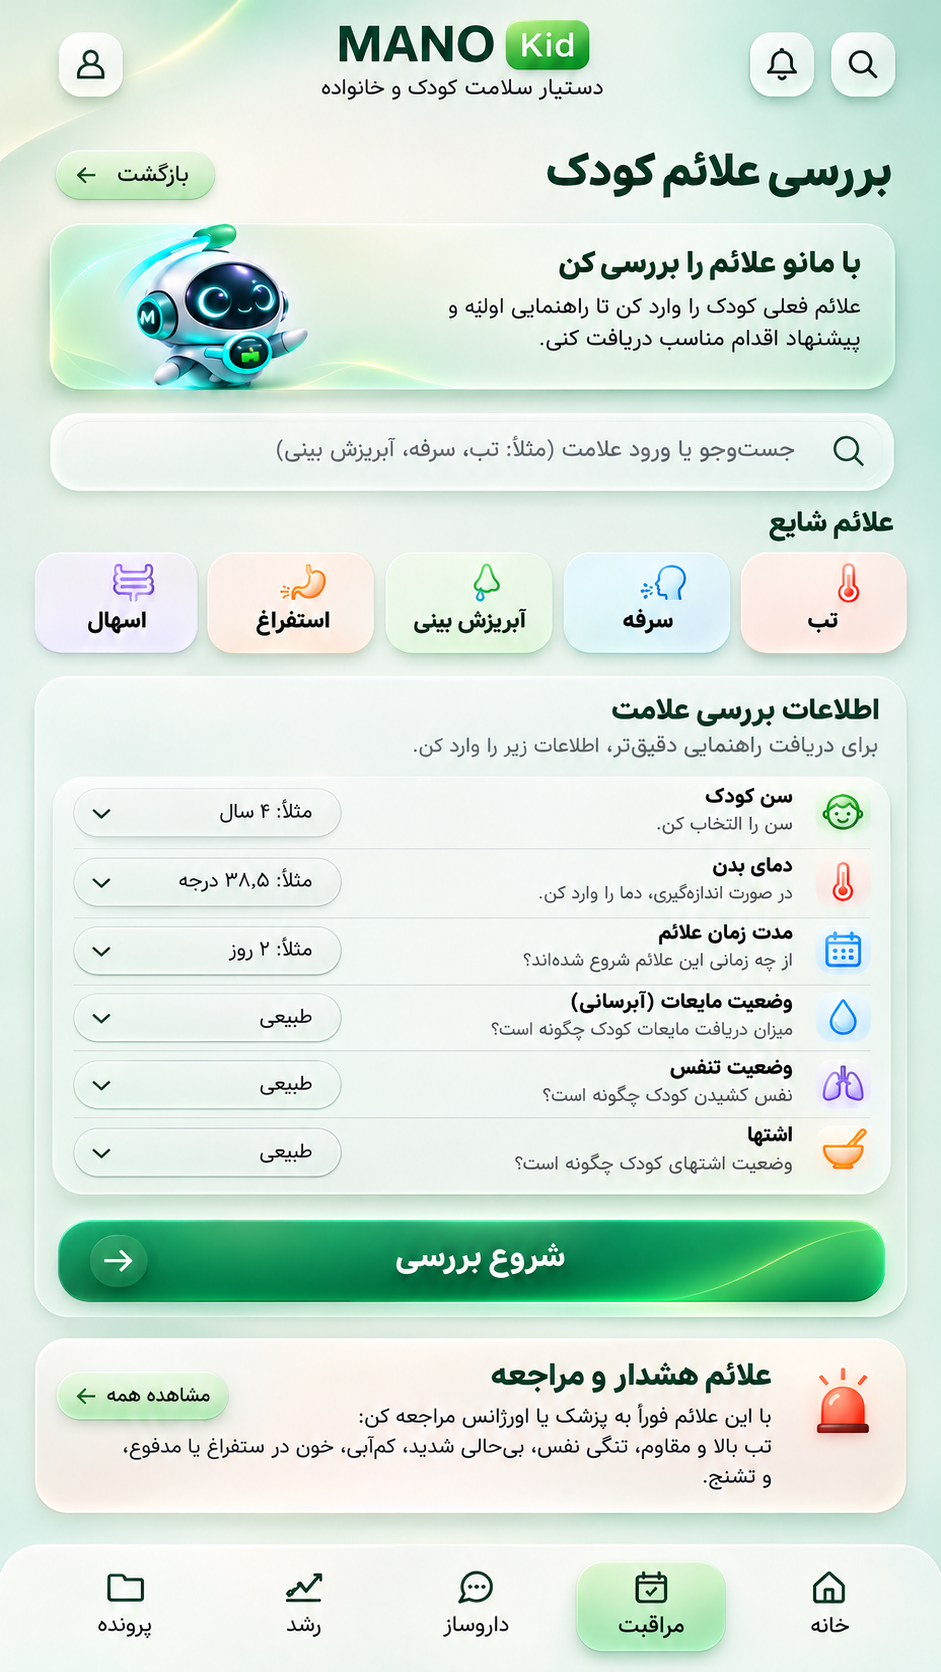 MANO Kid
دستیار سلامت کودک و خانواده
بررسی علائم کودک
بازگشت
با مانو علائم را بررسی کن
علائم فعلی کودک را وارد کن تا راهنمایی اولیّه و
پیشنهاد اقدام مناسب دریافت کنی.
M
جست‌وجو یا ورود علامت (مثلاً: تب، سرفه، آبریزش بینی)
علائم شایع
تب
سرفه
آبریزش بینی
استفراغ
اسهال
اطلاعات بررسی علامت
برای دریافت راهنمایی دقیق‌تر، اطلاعات زیر را وارد کن.
سن کودک
سن را التخاب کن.
مثلاً: ۴ سال
دمای بدن
در صورت اندازه‌گیری، دما را وارد کن.
مثلاً: ۳۸,۵ درجه
مدت زمان علائم
از چه زمانی این علائم شروع شده‌اند؟
مثلاً: ۲ روز
وضعیت مایعات (آبرسانی)
میزان دریافت مایعات کودک چگونه است؟
طبیعی
وضعیت تنفس
نفس کشیدن کودک چگونه است؟
طبیعی
اشتها
وضعیت اشتهای کودک چگونه است؟
طبیعی
شروع بررسی
علائم هشدار و مراجعه
مشاهده همه
با این علائم فوراً به پزشک یا اورژانس مراجعه کن:
تب بالا و مقاوم، تنگی نفس، بی‌حالی شدید، کم‌آبی، خون در ستفراغ یا مدفوع،
و تشنج.
خانه
مراقبت
داروساز
رشد
پرونده